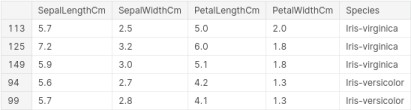 SepalLengthCm SepalWidthCm PetalLengthCm PetalWidthCm Species
113 5.7 2.5 5.0 2.0 Iris-virginica
125 7.2 3.2 6.0 1.8 Iris-virginica
149 5.9 3.0 5.1 1.8 Iris-virginica
94 5.6 2.7 4.2 1.3 Iris-versicolor
99 5.7 2.8 4.1 1.3 Iris-versicolor